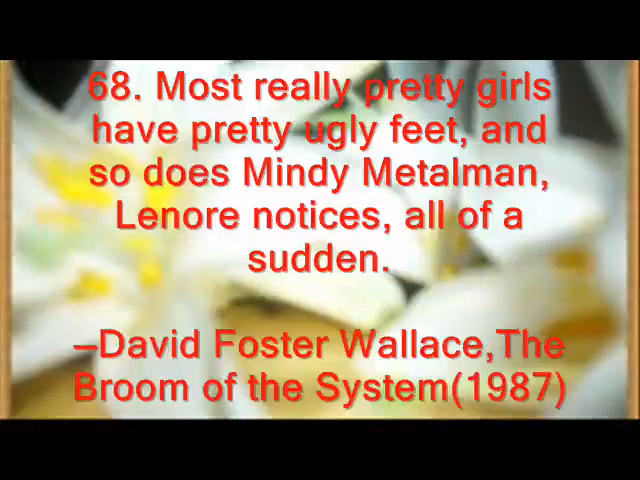 68. Most really pretty girls
have pretty ugly feet, and
so does Mindy Metalman,
Lenore notices, all of a
sudden.
–David Foster Wallace,The
Broom of the System(1987)